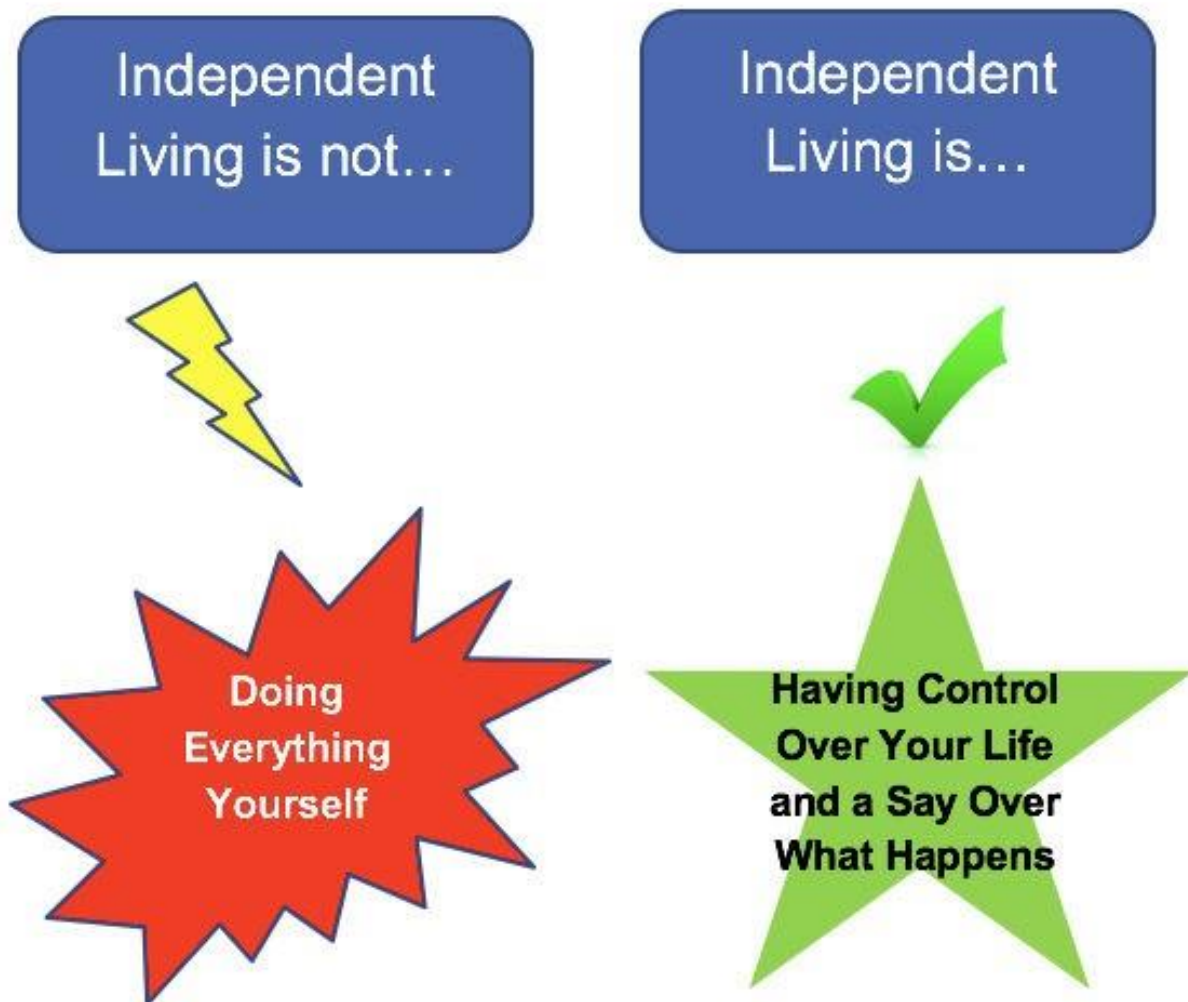 Independent
Living is not…
Independent
Living is…
Doing
Everything
Yourself
Having Control
Over Your Life
and a Say Over
What Happens